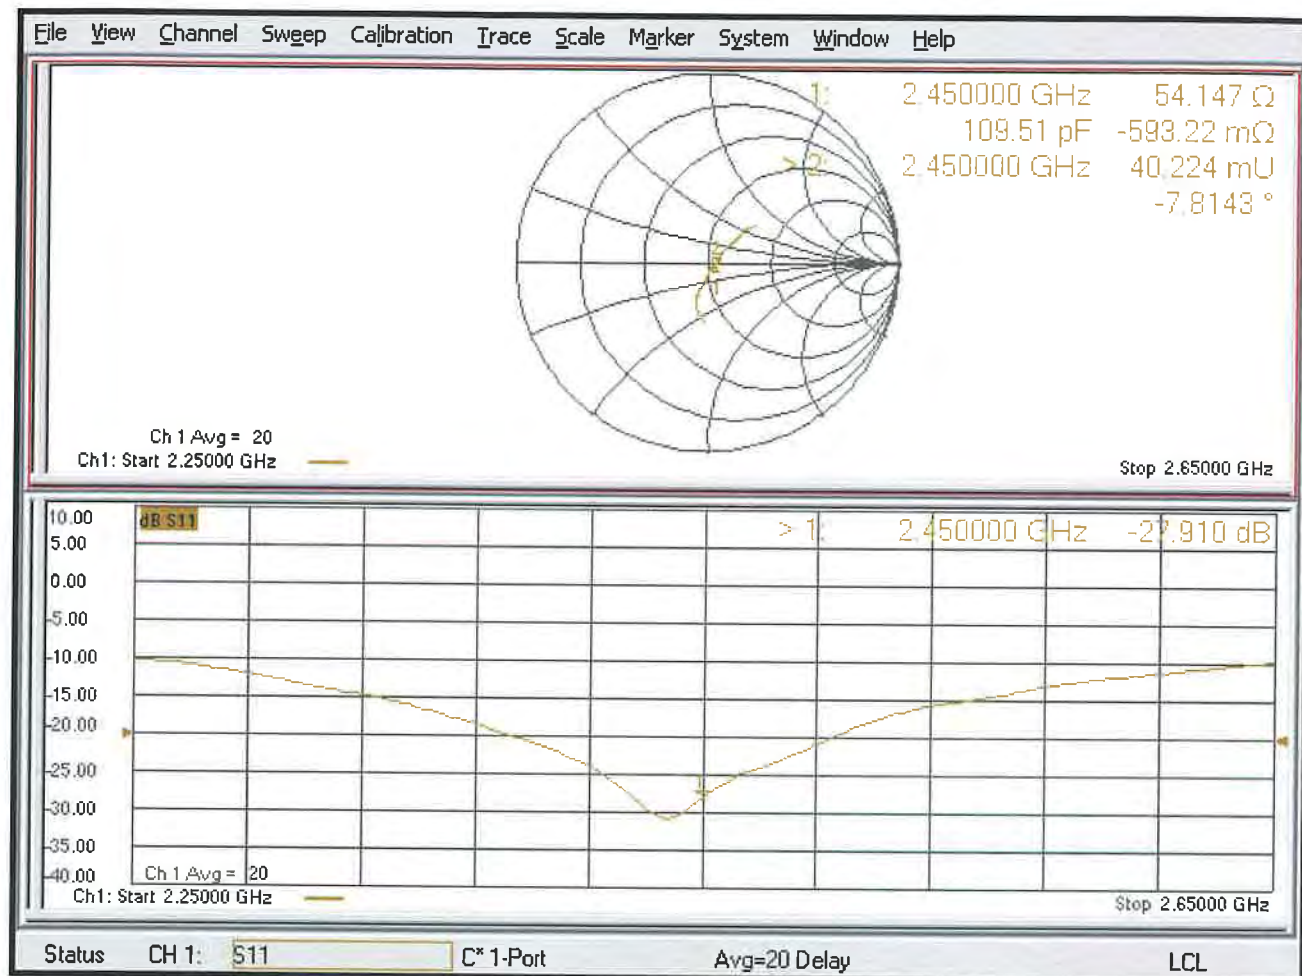 File View Channel Sweep Calibration Trace Scale Marker System Window Help
1: 2.450000 GHz 54.147 Ω
109.51 pF -593.22 mΩ
> 2: 2.450000 GHz 40.224 mU
-7.8143 °
Ch 1 Avg = 20
Ch1: Start 2.25000 GHz
Stop 2.65000 GHz
10.00 dB S11
> 1: 2.450000 GHz -27.910 dB
5.00
0.00
-5.00
-10.00
-15.00
-20.00
-25.00
-30.00
-35.00
-40.00
1
Ch 1 Avg = 20
Ch1: Start 2.25000 GHz
Stop 2.65000 GHz
Status CH 1: S11 C* 1-Port Avg=20 Delay LCL